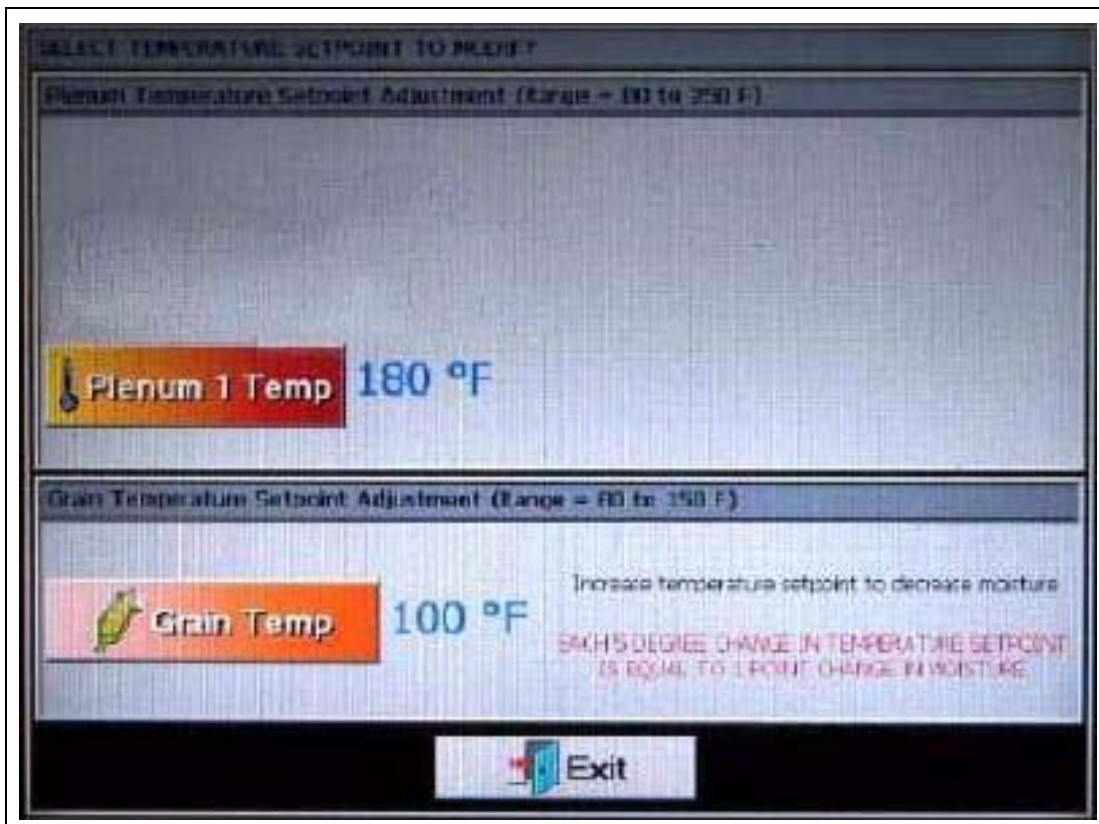 SELECT TEMPERATURE SETPOINT TO MODIFY
Plenum Temperature Setpoint Adjustment (Range = 80 to 250 F)
Plenum 1 Temp
180 °F
Grain Temperature Setpoint Adjustment (Range = 80 to 150 F)
Grain Temp
100 °F
Increase temperature setpoint to decrease moisture
EACH 5 DEGREE CHANGE IN TEMPERATURE SETPOINT
IS EQUAL TO 1 POINT CHANGE IN MOISTURE
Exit